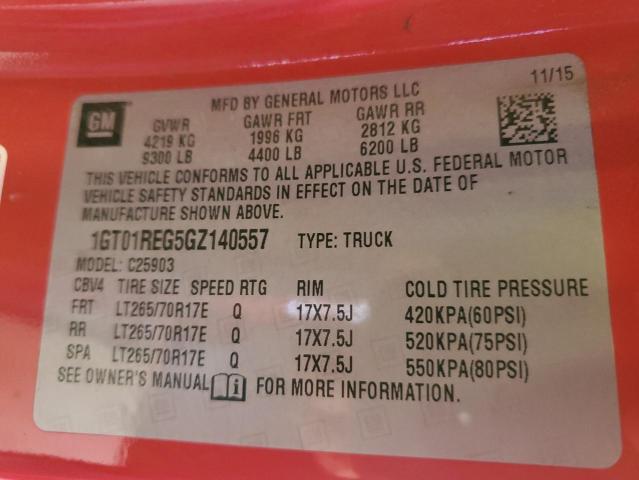 11/15
GM
MFD BY GENERAL MOTORS LLC
GVWR GAWR FRT GAWR RR
4219 KG 1996 KG 2812 KG
9300 LB 4400 LB 6200 LB
THIS VEHICLE CONFORMS TO ALL APPLICABLE U.S. FEDERAL MOTOR
VEHICLE SAFETY STANDARDS IN EFFECT ON THE DATE OF
MANUFACTURE SHOWN ABOVE.
1GT01REG5GZ140557 TYPE: TRUCK
MODEL: C25903
CBV4 TIRE SIZE SPEED RTG RIM COLD TIRE PRESSURE
FRT LT265/70R17E Q 17X7.5J 420KPA(60PSI)
RR LT265/70R17E Q 17X7.5J 520KPA(75PSI)
SPA LT265/70R17E Q 17X7.5J 550KPA(80PSI)
SEE OWNER'S MANUAL FOR MORE INFORMATION.